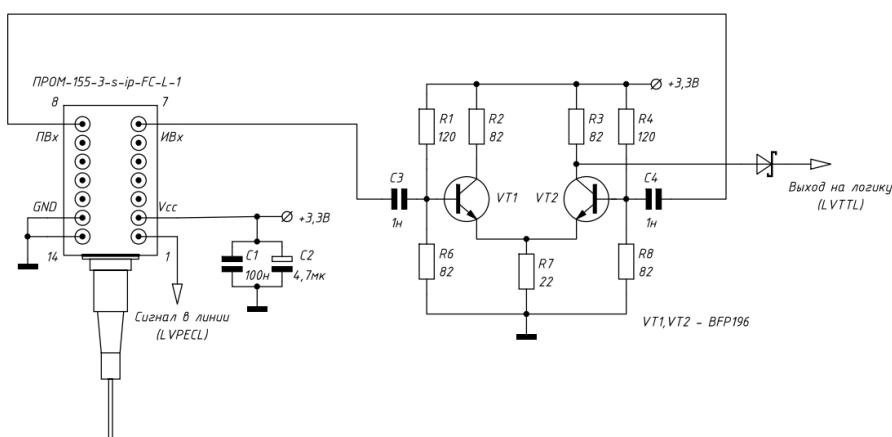 ПРОМ-155-3-s-ip-FC-L-1
8
7
ПВх
ИВх
GND
Vcc
14
1
+3,3В
C1
100н
C2
4,7мк
Сигнал в линии
(LVPECL)
C3
1н
R1
120
R2
82
R3
82
R4
120
+3,3В
VT1
VT2
C4
1н
R6
82
R7
22
R8
82
Выход на логику
(LVTTL)
VT1,VT2 - BFP196